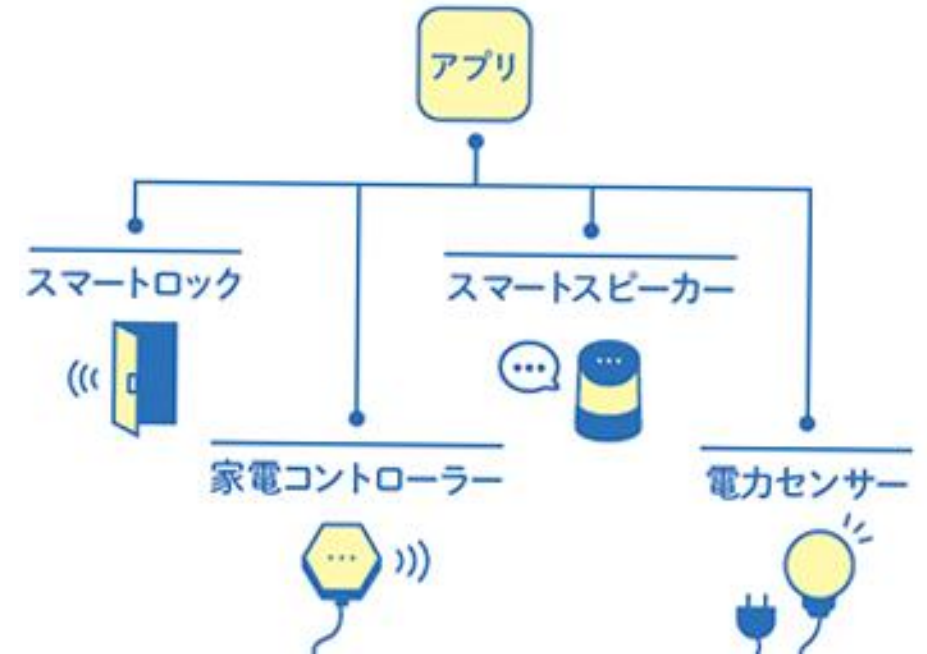 アプリ
スマートロック
スマートスピーカー
家電コントローラー
電力センサー